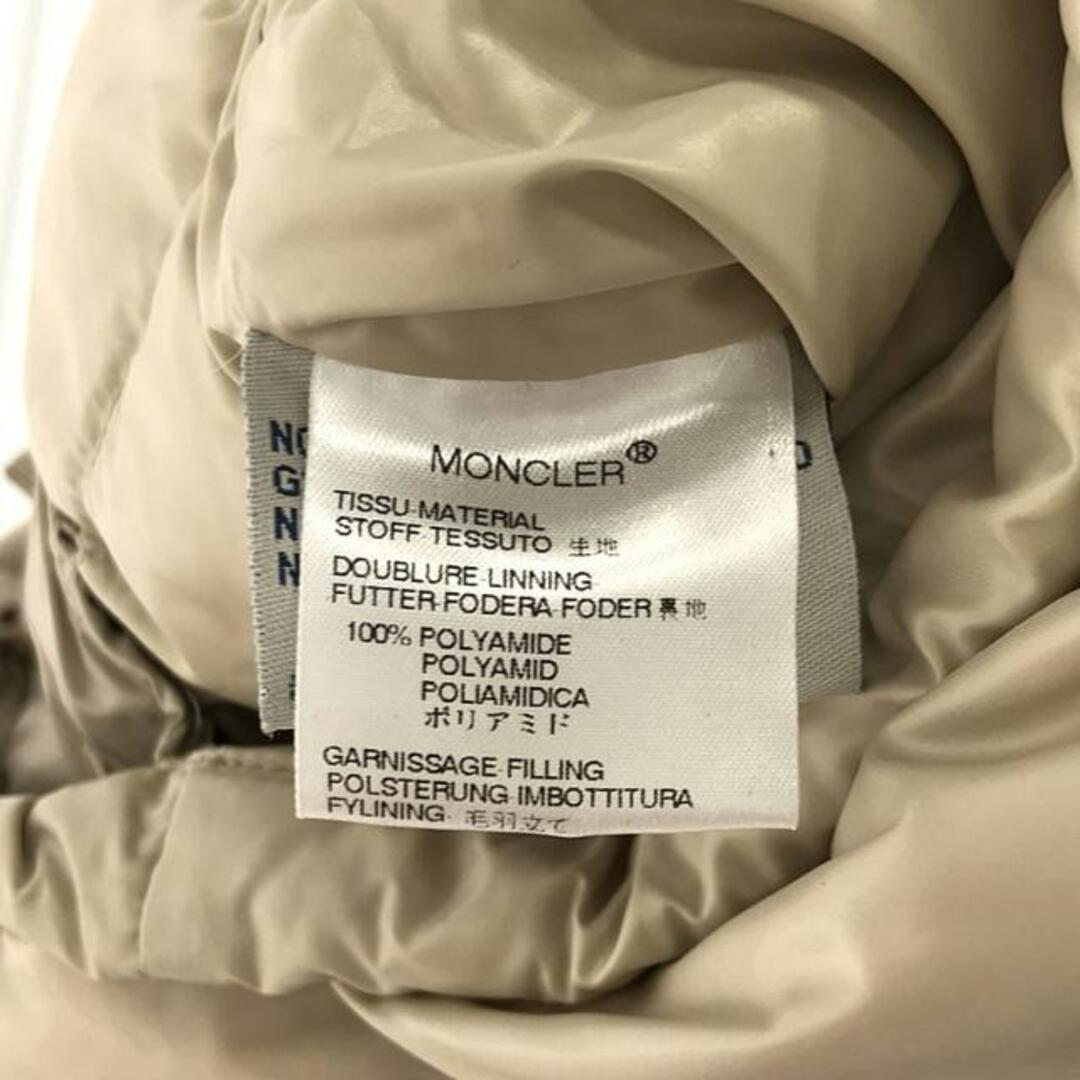 MONCLER®
TISSU-MATERIAL
STOFF-TESSUTO 生地
DOUBLURE-LINNING
FUTTER-FODERA-FODER 裏地
100% POLYAMIDE
POLYAMID
POLIAMIDICA
ポリアミド
GARNISSAGE-FILLING
POLSTERUNG-IMBOTTITURA
FYLINING- 毛羽立て